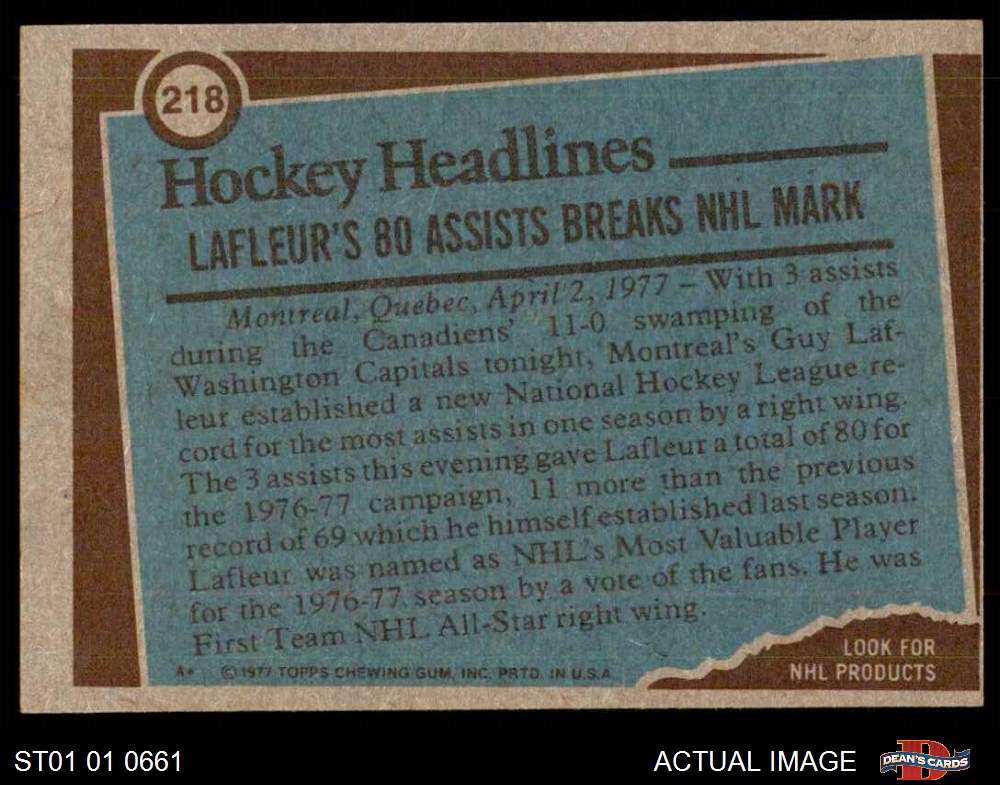 218
Hockey Headlines
LAFLEUR'S 80 ASSISTS BREAKS NHL MARK
Montreal, Quebec, April 2, 1977 – With 3 assists
during the Canadiens' 11-0 swamping of the
Washington Capitals tonight, Montreal's Guy Laf-
leur established a new National Hockey League re-
cord for the most assists in one season by a right wing.
The 3 assists this evening gave Lafleur a total of 80 for
the 1976-77 campaign, 11 more than the previous
record of 69 which he himself established last season.
Lafleur was named as NHL's Most Valuable Player
for the 1976-77 season by a vote of the fans. He was
First Team NHL All-Star right wing.
A* © 1977 TOPPS CHEWING GUM, INC. PRTD. IN U.S.A.
LOOK FOR
NHL PRODUCTS
ST01 01 0661
ACTUAL IMAGE
DEAN'S CARDS